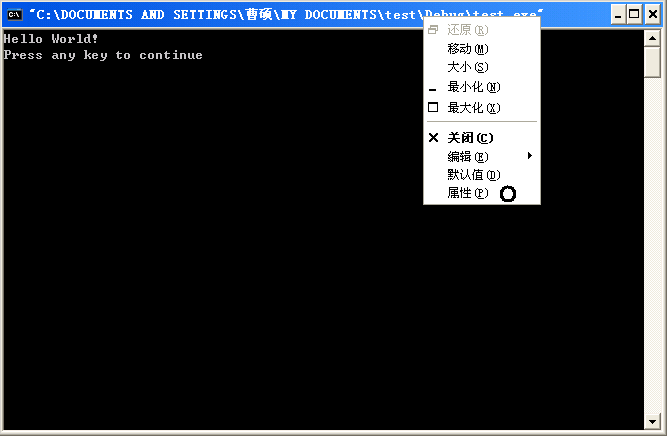 "C:\DOCUMENTS AND SETTINGS\曹硕\MY DOCUMENTS\test\Debug\test.exe"
Hello World!
Press any key to continue
还原(R)
移动(M)
大小(S)
最小化(N)
最大化(X)
关闭(C)
编辑(E)
默认值(D)
属性(P)